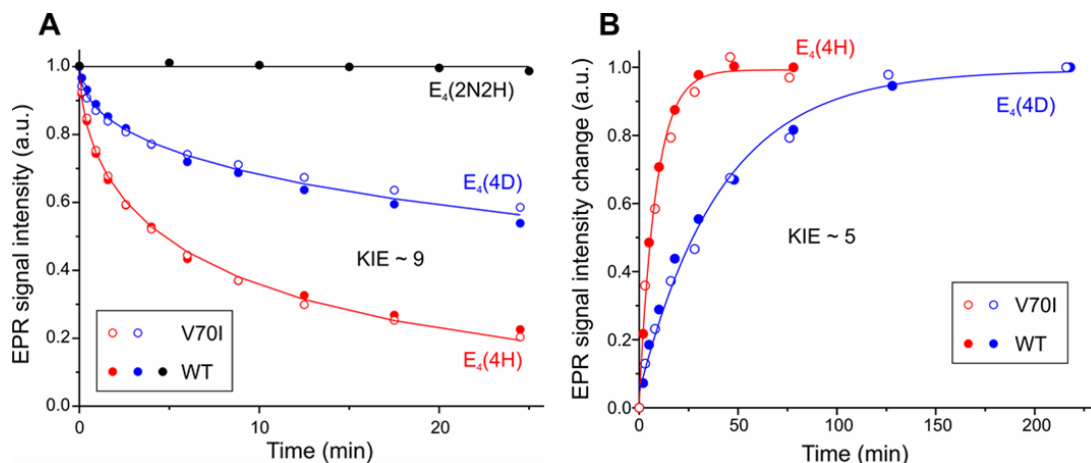 A
EPR signal intensity (a.u.)
1.0
0.8
0.6
0.4
0.2
0.0
E₄(2N2H)
E₄(4D)
KIE ~ 9
E₄(4H)
V70I
WT
0
10
20
Time (min)
B
EPR signal intensity change (a.u.)
1.0
0.8
0.6
0.4
0.2
0.0
E₄(4H)
E₄(4D)
KIE ~ 5
V70I
WT
0
50
100
150
200
Time (min)